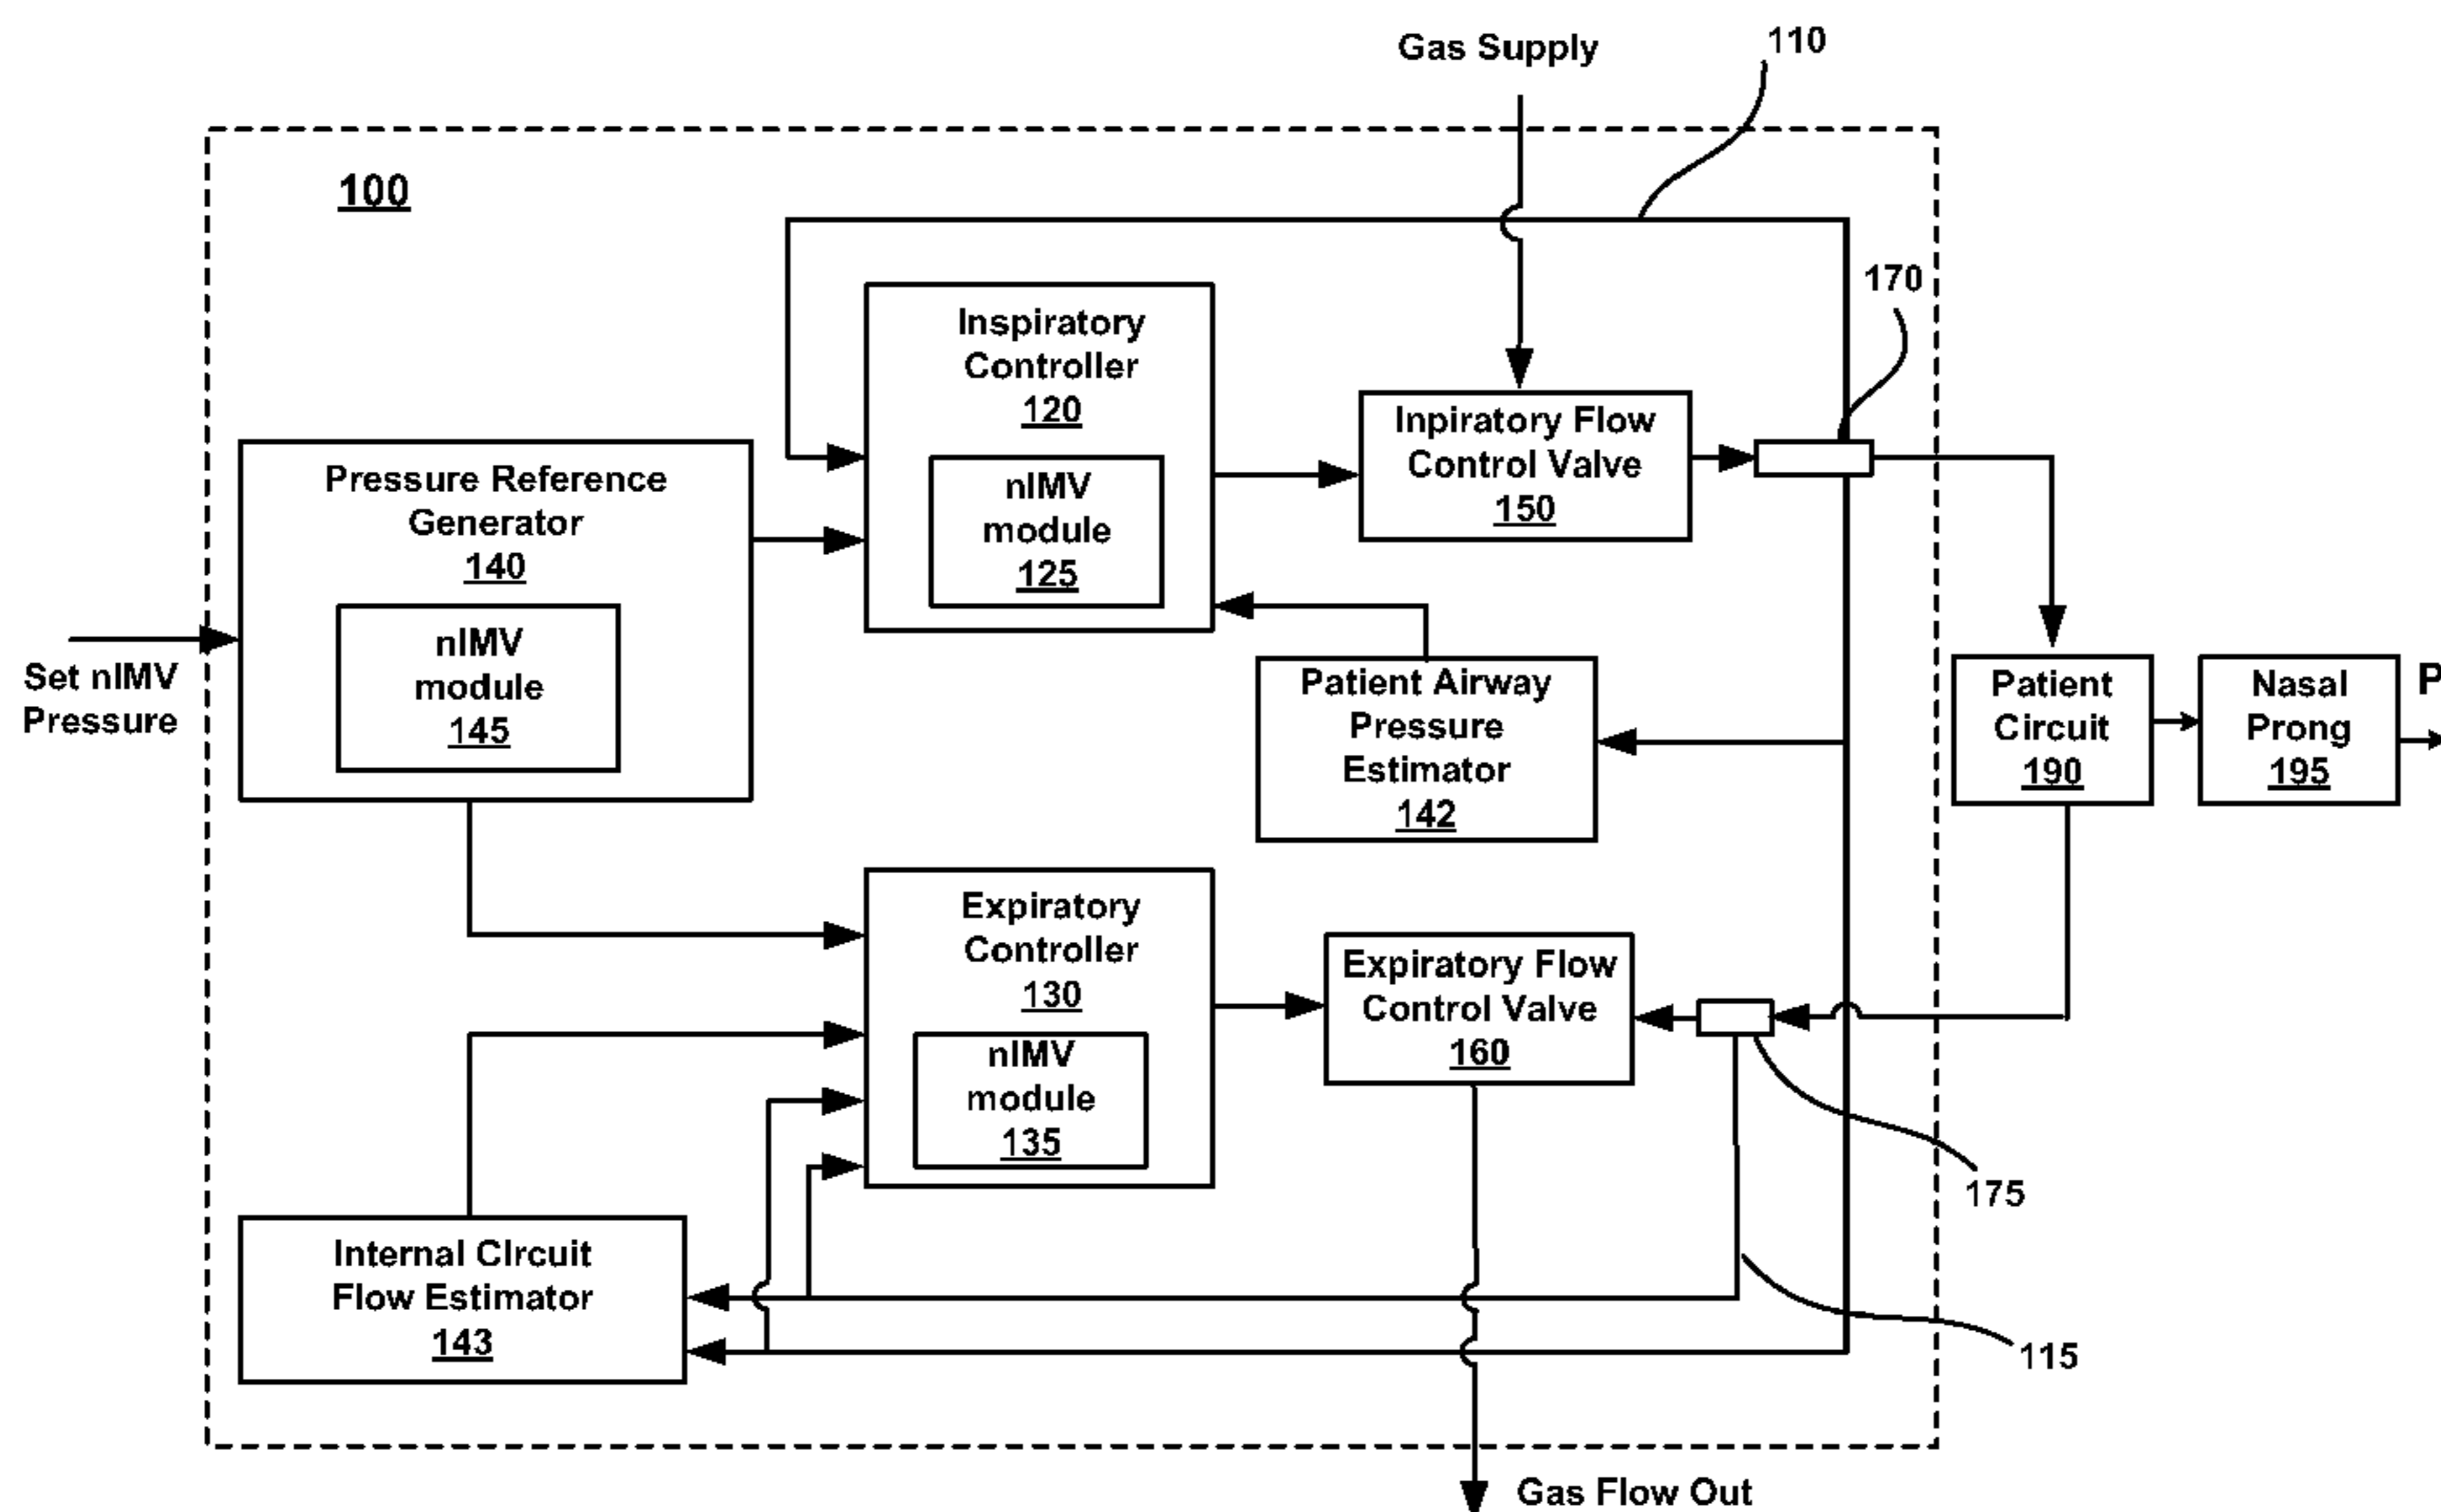 Gas Supply
110
100
170
Inspiratory
Controller
120
nIMV
module
125
Inpiratory Flow
Control Valve
150
Pressure Reference
Generator
140
nIMV
module
145
Set nIMV
Pressure
Patient Airway
Pressure
Estimator
142
Patient
Circuit
190
Nasal
Prong
195
P
Expiratory
Controller
130
nIMV
module
135
Expiratory Flow
Control Valve
160
175
Internal CIrcuit
Flow Estimator
143
115
Gas Flow Out